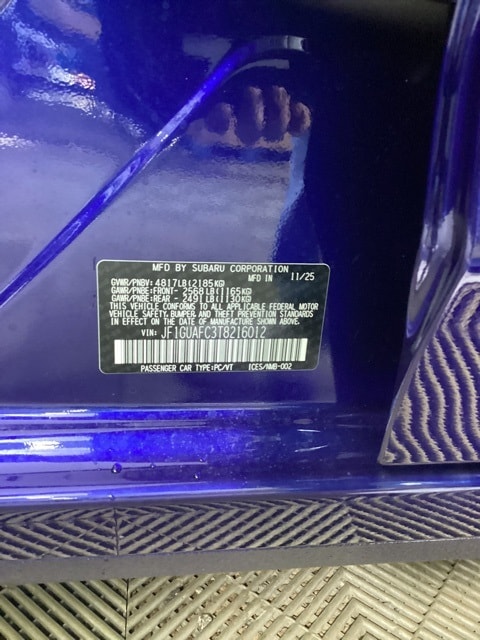 MFD BY SUBARU CORPORATION 11/25
GVWR/PNBV: 4817LB(2185KG)
GAWR/PNBE:FRONT- 2568LB(1165KG)
GAWR/PNBE:REAR - 2491LB(1130KG)
THIS VEHICLE CONFORMS TO ALL APPLICABLE FEDERAL MOTOR
VEHICLE SAFETY, BUMPER, AND THEFT PREVENTION STANDARDS
IN EFFECT ON THE DATE OF MANUFACTURE SHOWN ABOVE.
VIN: JF1GUAFC3T8216012
PASSENGER CAR TYPE:PC/VT ICES/NMB-002